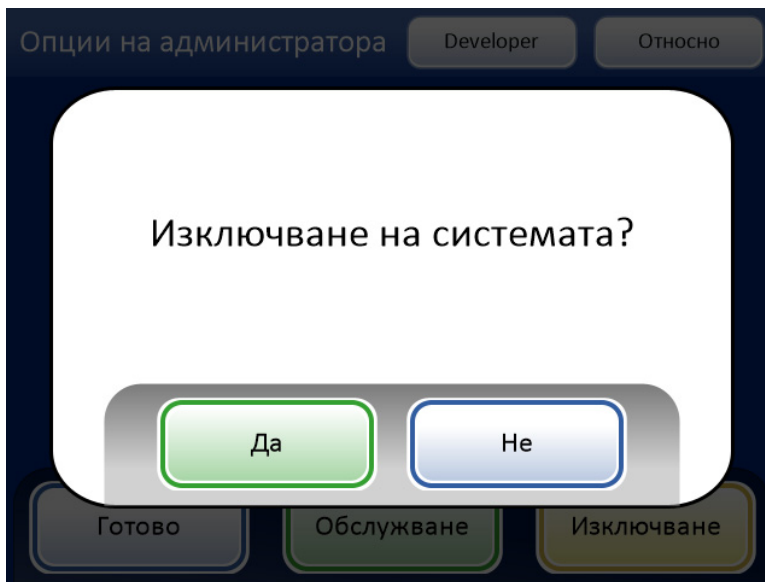 Опции на администратора Developer Относно
Изключване на системата?
Да Не
Готово Обслужване Изключване